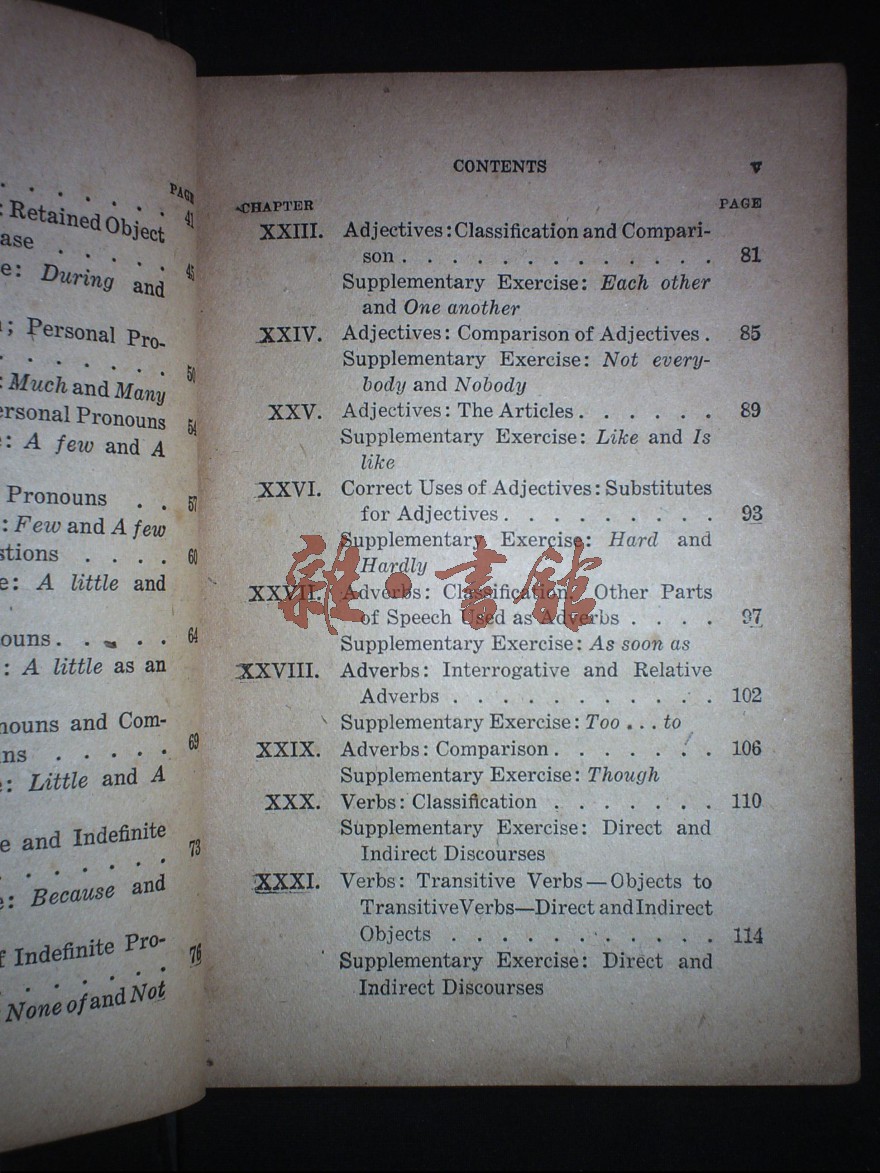 PAGE
41
: Retained Object
ase . . . . . 45
e: During and
; Personal Pro-
. . . . . . 50
: Much and Many
ersonal Pronouns 54
: A few and A
Pronouns . . 57
: Few and A few
stions . . . . 60
e: A little and
ouns. . . . 64
: A little as an
nouns and Com-
ns . . . . . 69
e: Little and A
e and Indefinite
. . . . . . . 73
e: Because and
f Indefinite Pro-
. . . . . . . 76
None of and Not
CONTENTS v
CHAPTER PAGE
XXIII. Adjectives: Classification and Compari-
son . . . . . . . . . . . . . 81
Supplementary Exercise: Each other
and One another
XXIV. Adjectives: Comparison of Adjectives . 85
Supplementary Exercise: Not every-
body and Nobody
XXV. Adjectives: The Articles . . . . . . 89
Supplementary Exercise: Like and Is
like
XXVI. Correct Uses of Adjectives: Substitutes
for Adjectives . . . . . . . . . 93
Supplementary Exercise: Hard and
Hardly
XXVII. Adverbs: Classification. Other Parts
of Speech Used as Adverbs . . . . 97
Supplementary Exercise: As soon as
XXVIII. Adverbs: Interrogative and Relative
Adverbs . . . . . . . . . . . 102
Supplementary Exercise: Too . . . to
XXIX. Adverbs: Comparison . . . . . . . 106
Supplementary Exercise: Though
XXX. Verbs: Classification . . . . . . . 110
Supplementary Exercise: Direct and
Indirect Discourses
XXXI. Verbs: Transitive Verbs—Objects to
Transitive Verbs—Direct and Indirect
Objects . . . . . . . . . . . 114
Supplementary Exercise: Direct and
Indirect Discourses
雜·書館